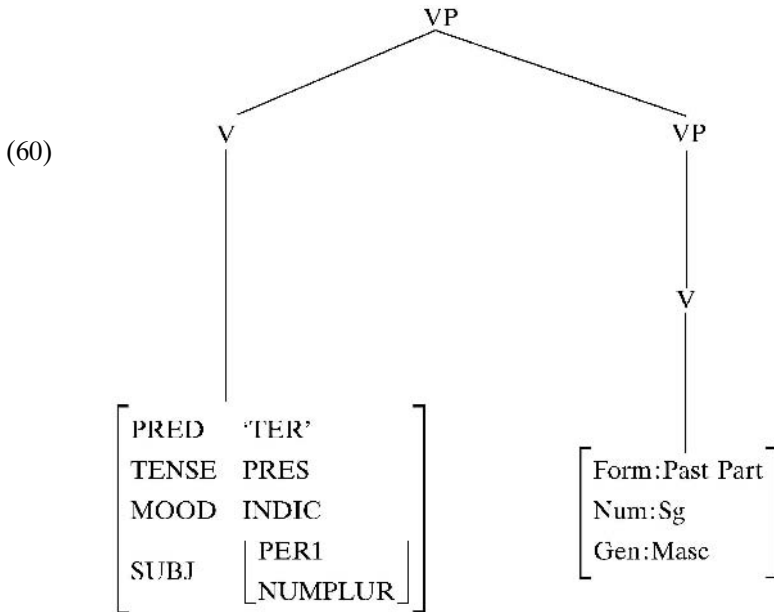 VP
V VP
(60)
V
PRED ‘TER’
TENSE PRES
MOOD INDIC
SUBJ PER1
NUMPLUR
Form:Past Part
Num:Sg
Gen:Masc